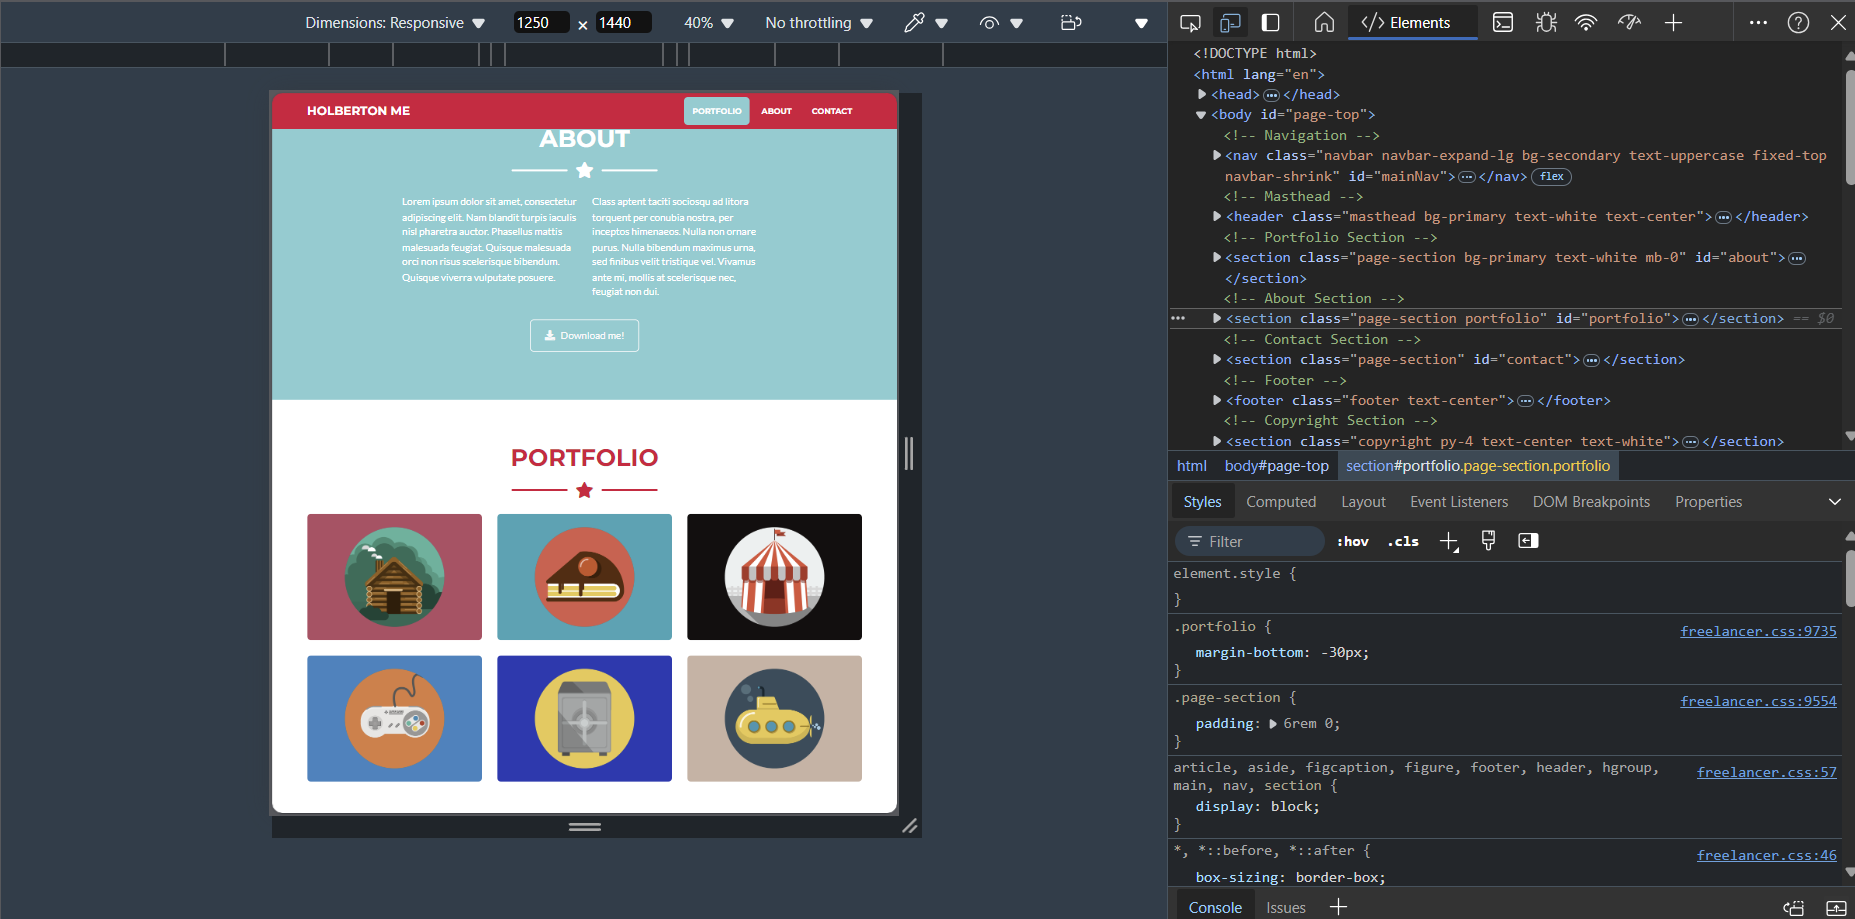 Dimensions: Responsive 1250 × 1440 40% No throttling
HOLBERTON ME PORTFOLIO ABOUT CONTACT
ABOUT
Lorem ipsum dolor sit amet, consectetur
adipiscing elit. Nam blandit turpis iaculis
nisl pharetra auctor. Phasellus mattis
malesuada feugiat. Quisque malesuada
orci non risus scelerisque bibendum.
Quisque viverra vulputate posuere.
Class aptent taciti sociosqu ad litora
torquent per conubia nostra, per
inceptos himenaeos. Nulla non ornare
purus. Nulla bibendum maximus urna,
sed finibus velit tristique vel. Vivamus
ante mi, mollis at scelerisque nec,
feugiat non dui.
Download me!
PORTFOLIO
</> Elements
<!DOCTYPE html>
<html lang="en">
<head> ··· </head>
<body id="page-top">
<!-- Navigation -->
<nav class="navbar navbar-expand-lg bg-secondary text-uppercase fixed-top
navbar-shrink" id="mainNav"> ··· </nav> flex
<!-- Masthead -->
<header class="masthead bg-primary text-white text-center"> ··· </header>
<!-- Portfolio Section -->
<section class="page-section bg-primary text-white mb-0" id="about"> ···
</section>
<!-- About Section -->
··· <section class="page-section portfolio" id="portfolio"> ··· </section> == $0
<!-- Contact Section -->
<section class="page-section" id="contact"> ··· </section>
<!-- Footer -->
<footer class="footer text-center"> ··· </footer>
<!-- Copyright Section -->
<section class="copyright py-4 text-center text-white"> ··· </section>
html body#page-top section#portfolio.page-section.portfolio
Styles Computed Layout Event Listeners DOM Breakpoints Properties
Filter :hov .cls
element.style {
}
.portfolio { freelancer.css:9735
margin-bottom: -30px;
}
.page-section { freelancer.css:9554
padding: 6rem 0;
}
article, aside, figcaption, figure, footer, header, hgroup, freelancer.css:57
main, nav, section {
display: block;
}
*, *::before, *::after { freelancer.css:46
box-sizing: border-box;
Console Issues